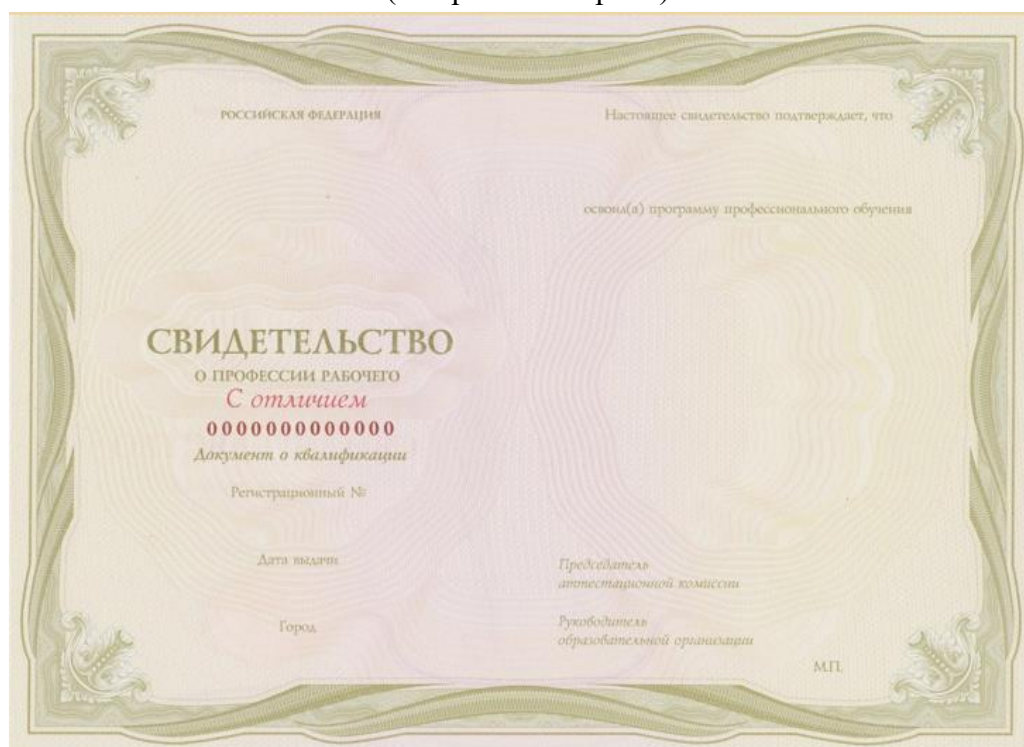 РОССИЙСКАЯ ФЕДЕРАЦИЯ
СВИДЕТЕЛЬСТВО
О ПРОФЕССИИ РАБОЧЕГО
С отличием
0000000000000
Документ о квалификации
Регистрационный №
Дата выдачи
Город
Настоящее свидетельство подтверждает, что
освоил(а) программу профессионального обучения
Председатель
аттестационной комиссии
Руководитель
образовательной организации
М.П.